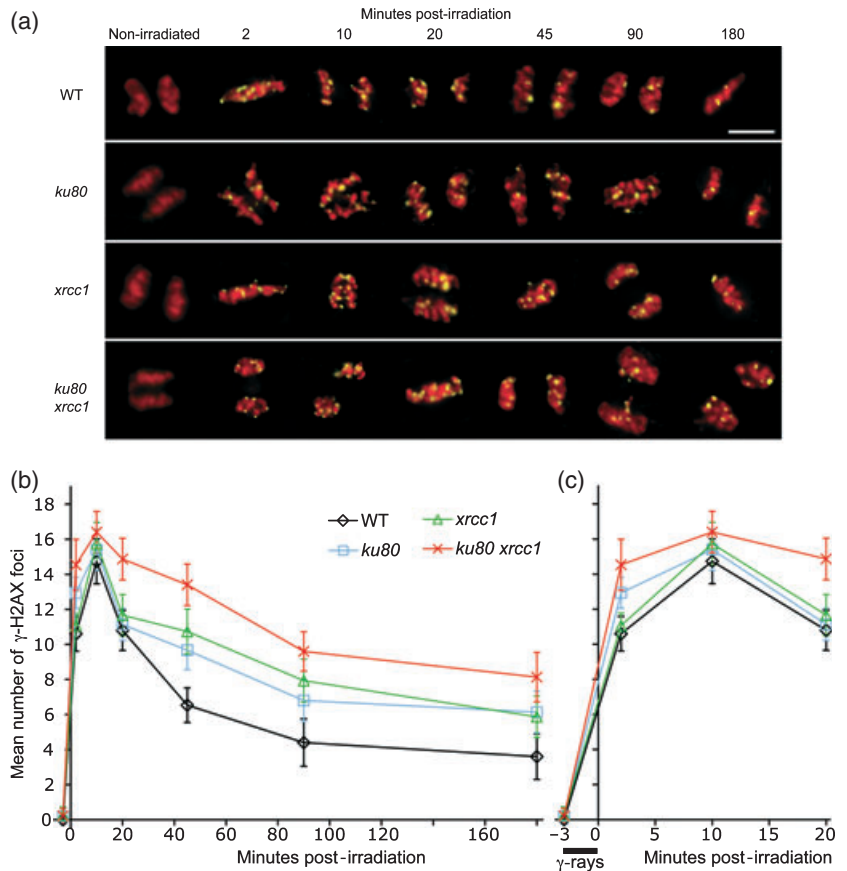 (a)
Minutes post-irradiation
Non-irradiated 2 10 20 45 90 180
WT
ku80
xrcc1
ku80
xrcc1
(b)
(c)
Mean number of γ-H2AX foci
18
16
14
12
10
8
6
4
2
0
WT
xrcc1
ku80
ku80 xrcc1
0 20 40 60 80 100 120 140 160
Minutes post-irradiation
–3 0 5 10 15 20
γ-rays
Minutes post-irradiation